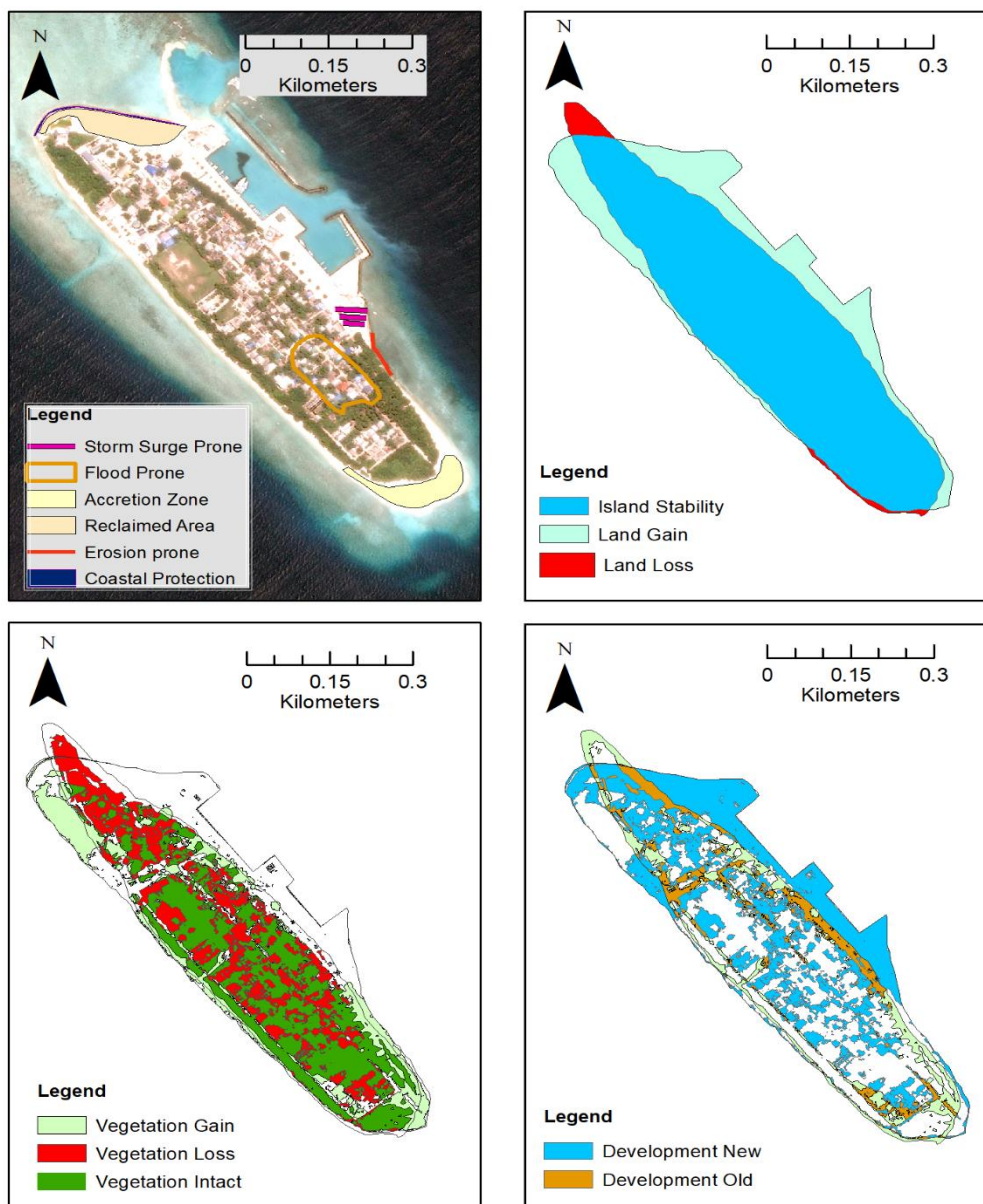 N
0 0.15 0.3
Kilometers
Legend
Storm Surge Prone
Flood Prone
Accretion Zone
Reclaimed Area
Erosion prone
Coastal Protection
N
0 0.15 0.3
Kilometers
Legend
Island Stability
Land Gain
Land Loss
N
0 0.15 0.3
Kilometers
Legend
Vegetation Gain
Vegetation Loss
Vegetation Intact
N
0 0.15 0.3
Kilometers
Legend
Development New
Development Old